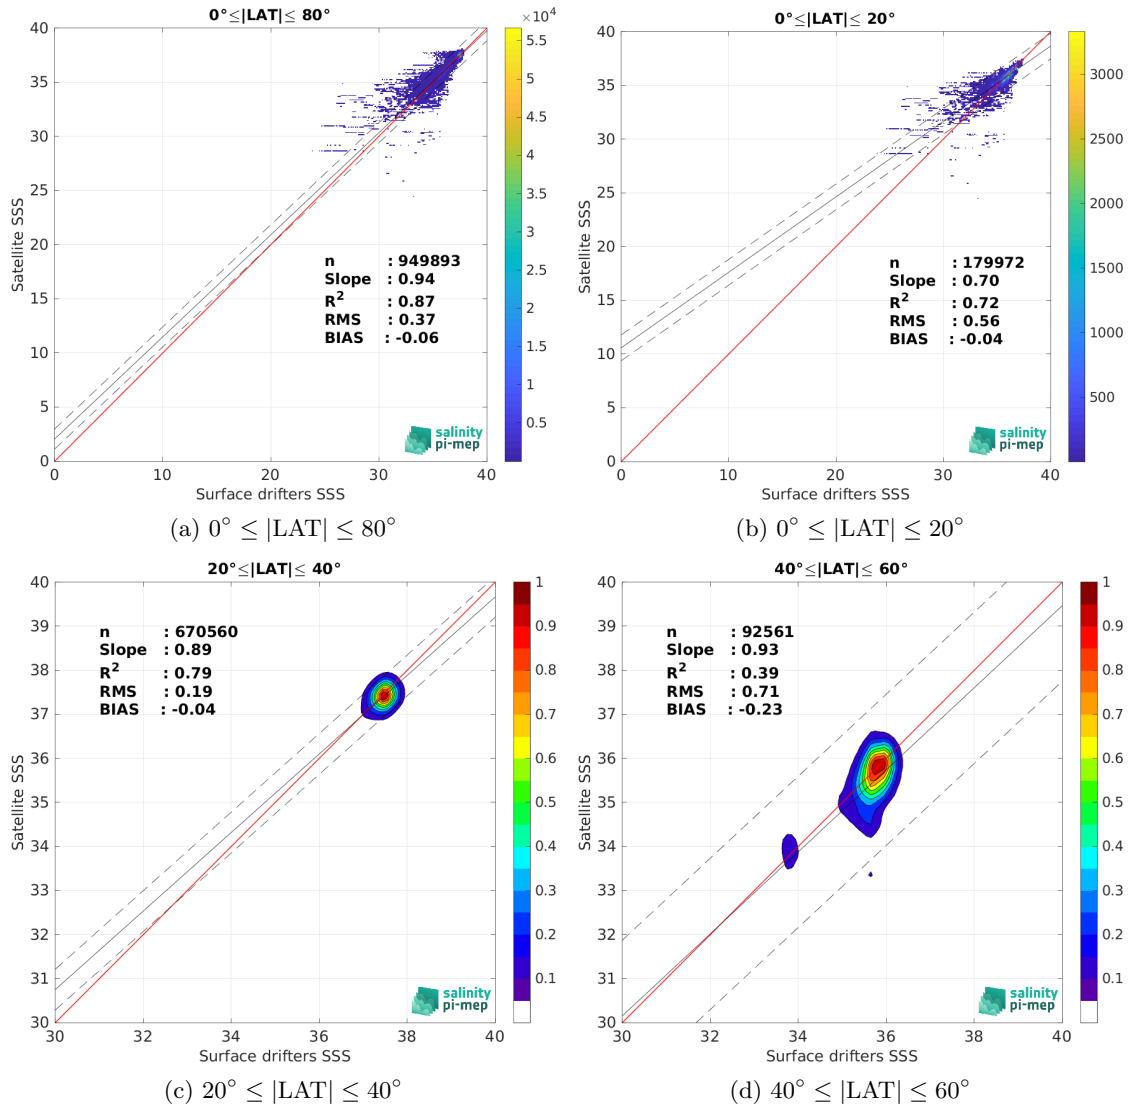 0°≤|LAT|≤ 80°
×10⁴
Satellite SSS
40
35
30
25
20
15
10
5
0
n : 949893
Slope : 0.94
R² : 0.87
RMS : 0.37
BIAS : -0.06
salinity
pi-mep
0 10 20 30 40
Surface drifters SSS
5.5
5
4.5
4
3.5
3
2.5
2
1.5
1
0.5
(a) 0° ≤ |LAT| ≤ 80°
0°≤|LAT|≤ 20°
Satellite SSS
40
35
30
25
20
15
10
5
0
n : 179972
Slope : 0.70
R² : 0.72
RMS : 0.56
BIAS : -0.04
salinity
pi-mep
0 10 20 30 40
Surface drifters SSS
3000
2500
2000
1500
1000
500
(b) 0° ≤ |LAT| ≤ 20°
20°≤|LAT|≤ 40°
Satellite SSS
40
39
38
37
36
35
34
33
32
31
30
n : 670560
Slope : 0.89
R² : 0.79
RMS : 0.19
BIAS : -0.04
salinity
pi-mep
30 32 34 36 38 40
Surface drifters SSS
1
0.9
0.8
0.7
0.6
0.5
0.4
0.3
0.2
0.1
(c) 20° ≤ |LAT| ≤ 40°
40°≤|LAT|≤ 60°
Satellite SSS
40
39
38
37
36
35
34
33
32
31
30
n : 92561
Slope : 0.93
R² : 0.39
RMS : 0.71
BIAS : -0.23
salinity
pi-mep
30 32 34 36 38 40
Surface drifters SSS
1
0.9
0.8
0.7
0.6
0.5
0.4
0.3
0.2
0.1
(d) 40° ≤ |LAT| ≤ 60°